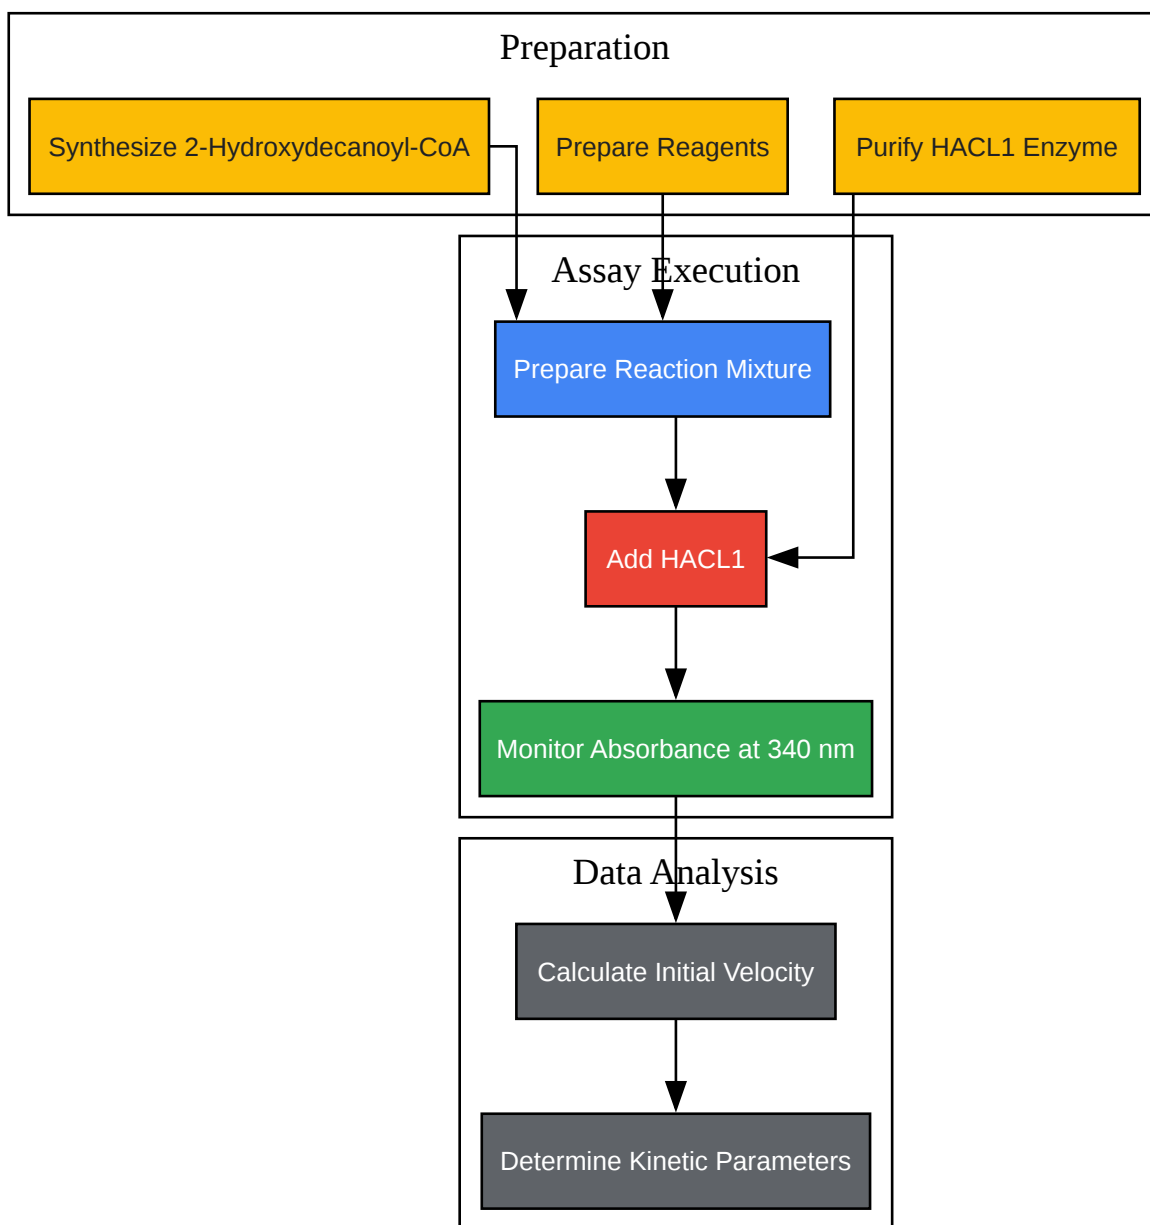 Preparation
Synthesize 2-Hydroxydecanoyl-CoA
Prepare Reagents
Purify HACL1 Enzyme
Assay Execution
Prepare Reaction Mixture
Add HACL1
Monitor Absorbance at 340 nm
Data Analysis
Calculate Initial Velocity
Determine Kinetic Parameters